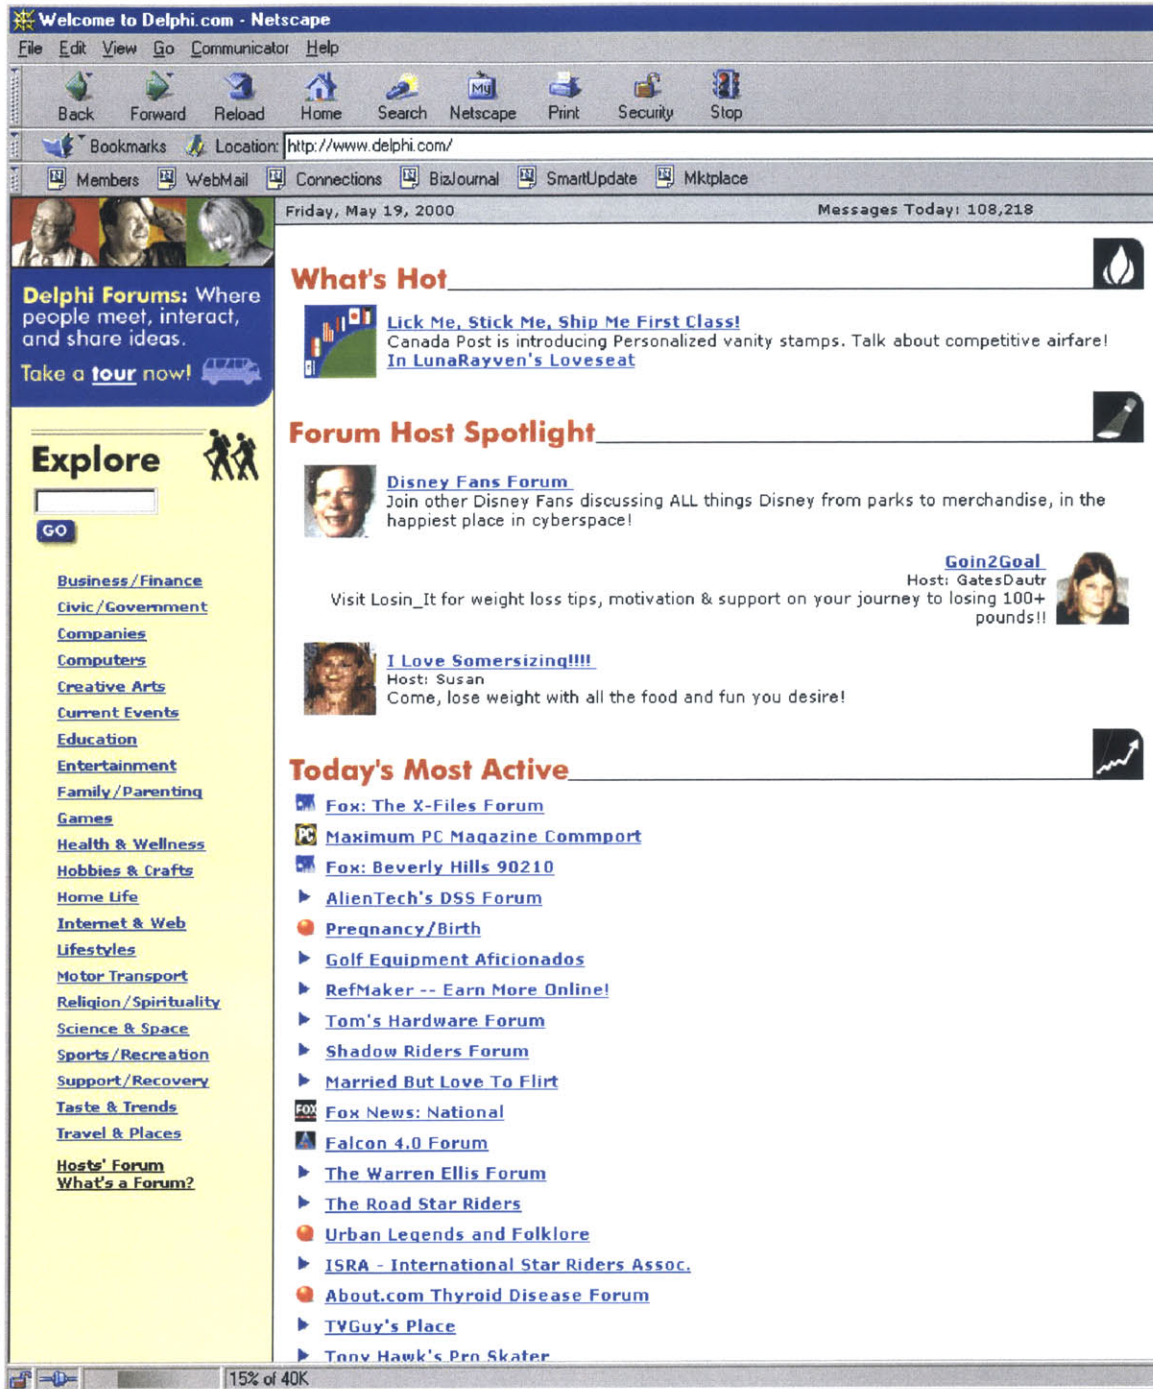 Welcome to Delphi.com - Netscape
File Edit View Go Communicator Help
Back Forward Reload Home Search Netscape Print Security Stop
My
Bookmarks Location: http://www.delphi.com/
Members WebMail Connections BizJournal SmartUpdate Mktplace
Friday, May 19, 2000 Messages Today: 108,218
Delphi Forums: Where
people meet, interact,
and share ideas.
Take a tour now!
Explore
GO
Business/Finance
Civic/Government
Companies
Computers
Creative Arts
Current Events
Education
Entertainment
Family/Parenting
Games
Health & Wellness
Hobbies & Crafts
Home Life
Internet & Web
Lifestyles
Motor Transport
Religion/Spirituality
Science & Space
Sports/Recreation
Support/Recovery
Taste & Trends
Travel & Places
Hosts' Forum
What's a Forum?
What's Hot
Lick Me, Stick Me, Ship Me First Class!
Canada Post is introducing Personalized vanity stamps. Talk about competitive airfare!
In LunaRayven's Loveseat
Forum Host Spotlight
Disney Fans Forum
Join other Disney Fans discussing ALL things Disney from parks to merchandise, in the
happiest place in cyberspace!
Goin2Goal
Host: GatesDautr
Visit Losin_It for weight loss tips, motivation & support on your journey to losing 100+
pounds!!
I Love Somersizing!!!!
Host: Susan
Come, lose weight with all the food and fun you desire!
Today's Most Active
Fox: The X-Files Forum
PC Maximum PC Magazine Commport
Fox: Beverly Hills 90210
AlienTech's DSS Forum
Pregnancy/Birth
Golf Equipment Aficionados
RefMaker -- Earn More Online!
Tom's Hardware Forum
Shadow Riders Forum
Married But Love To Flirt
FOX Fox News: National
Falcon 4.0 Forum
The Warren Ellis Forum
The Road Star Riders
Urban Legends and Folklore
ISRA - International Star Riders Assoc.
About.com Thyroid Disease Forum
TVGuy's Place
Tony Hawk's Pro Skater
15% of 40K